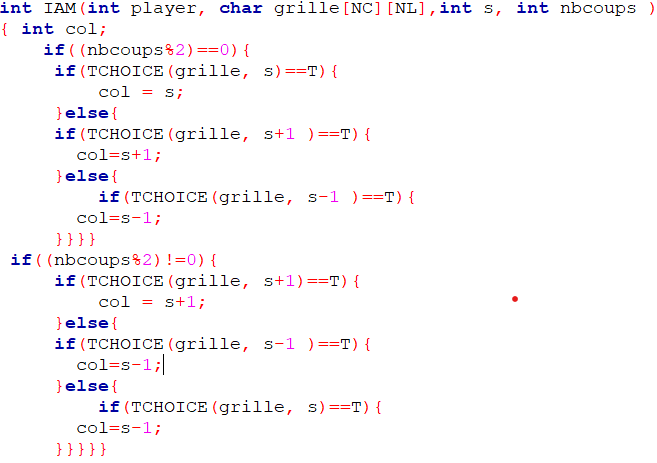 int IAM(int player, char grille[NC][NL],int s, int nbcoups )
{ int col;
    if((nbcoups%2)==0){
     if(TCHOICE(grille, s)==T){
         col = s;
     }else{
     if(TCHOICE(grille, s+1 )==T){
       col=s+1;
     }else{
         if(TCHOICE(grille, s-1 )==T){
       col=s-1;
     }}}}
 if((nbcoups%2)!=0){
     if(TCHOICE(grille, s+1)==T){
         col = s+1;
     }else{
     if(TCHOICE(grille, s-1 )==T){
       col=s-1;
     }else{
         if(TCHOICE(grille, s)==T){
       col=s-1;
     }}}}}